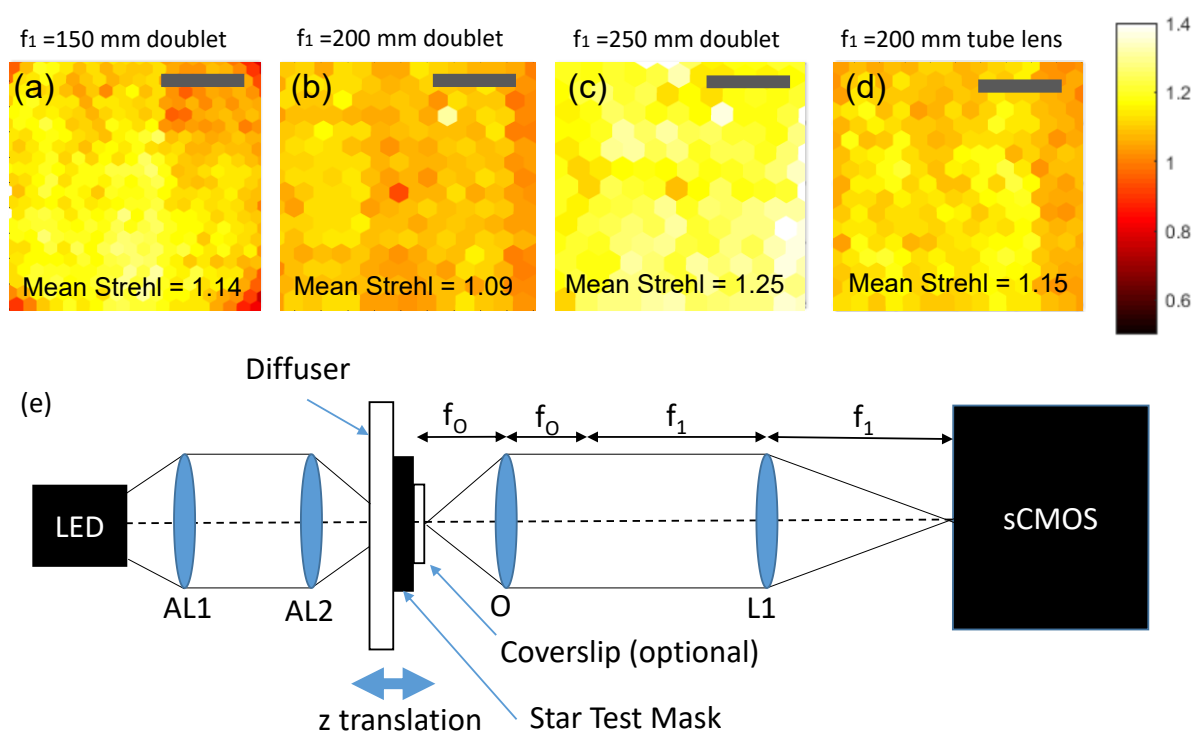 f₁ =150 mm doublet
f₁ =200 mm doublet
f₁ =250 mm doublet
f₁ =200 mm tube lens
(a)
(b)
(c)
(d)
Mean Strehl = 1.14
Mean Strehl = 1.09
Mean Strehl = 1.25
Mean Strehl = 1.15
1.4
1.2
1
0.8
0.6
(e)
Diffuser
f_O
f_O
f₁
f₁
LED
sCMOS
AL1
AL2
O
L1
Coverslip (optional)
z translation
Star Test Mask